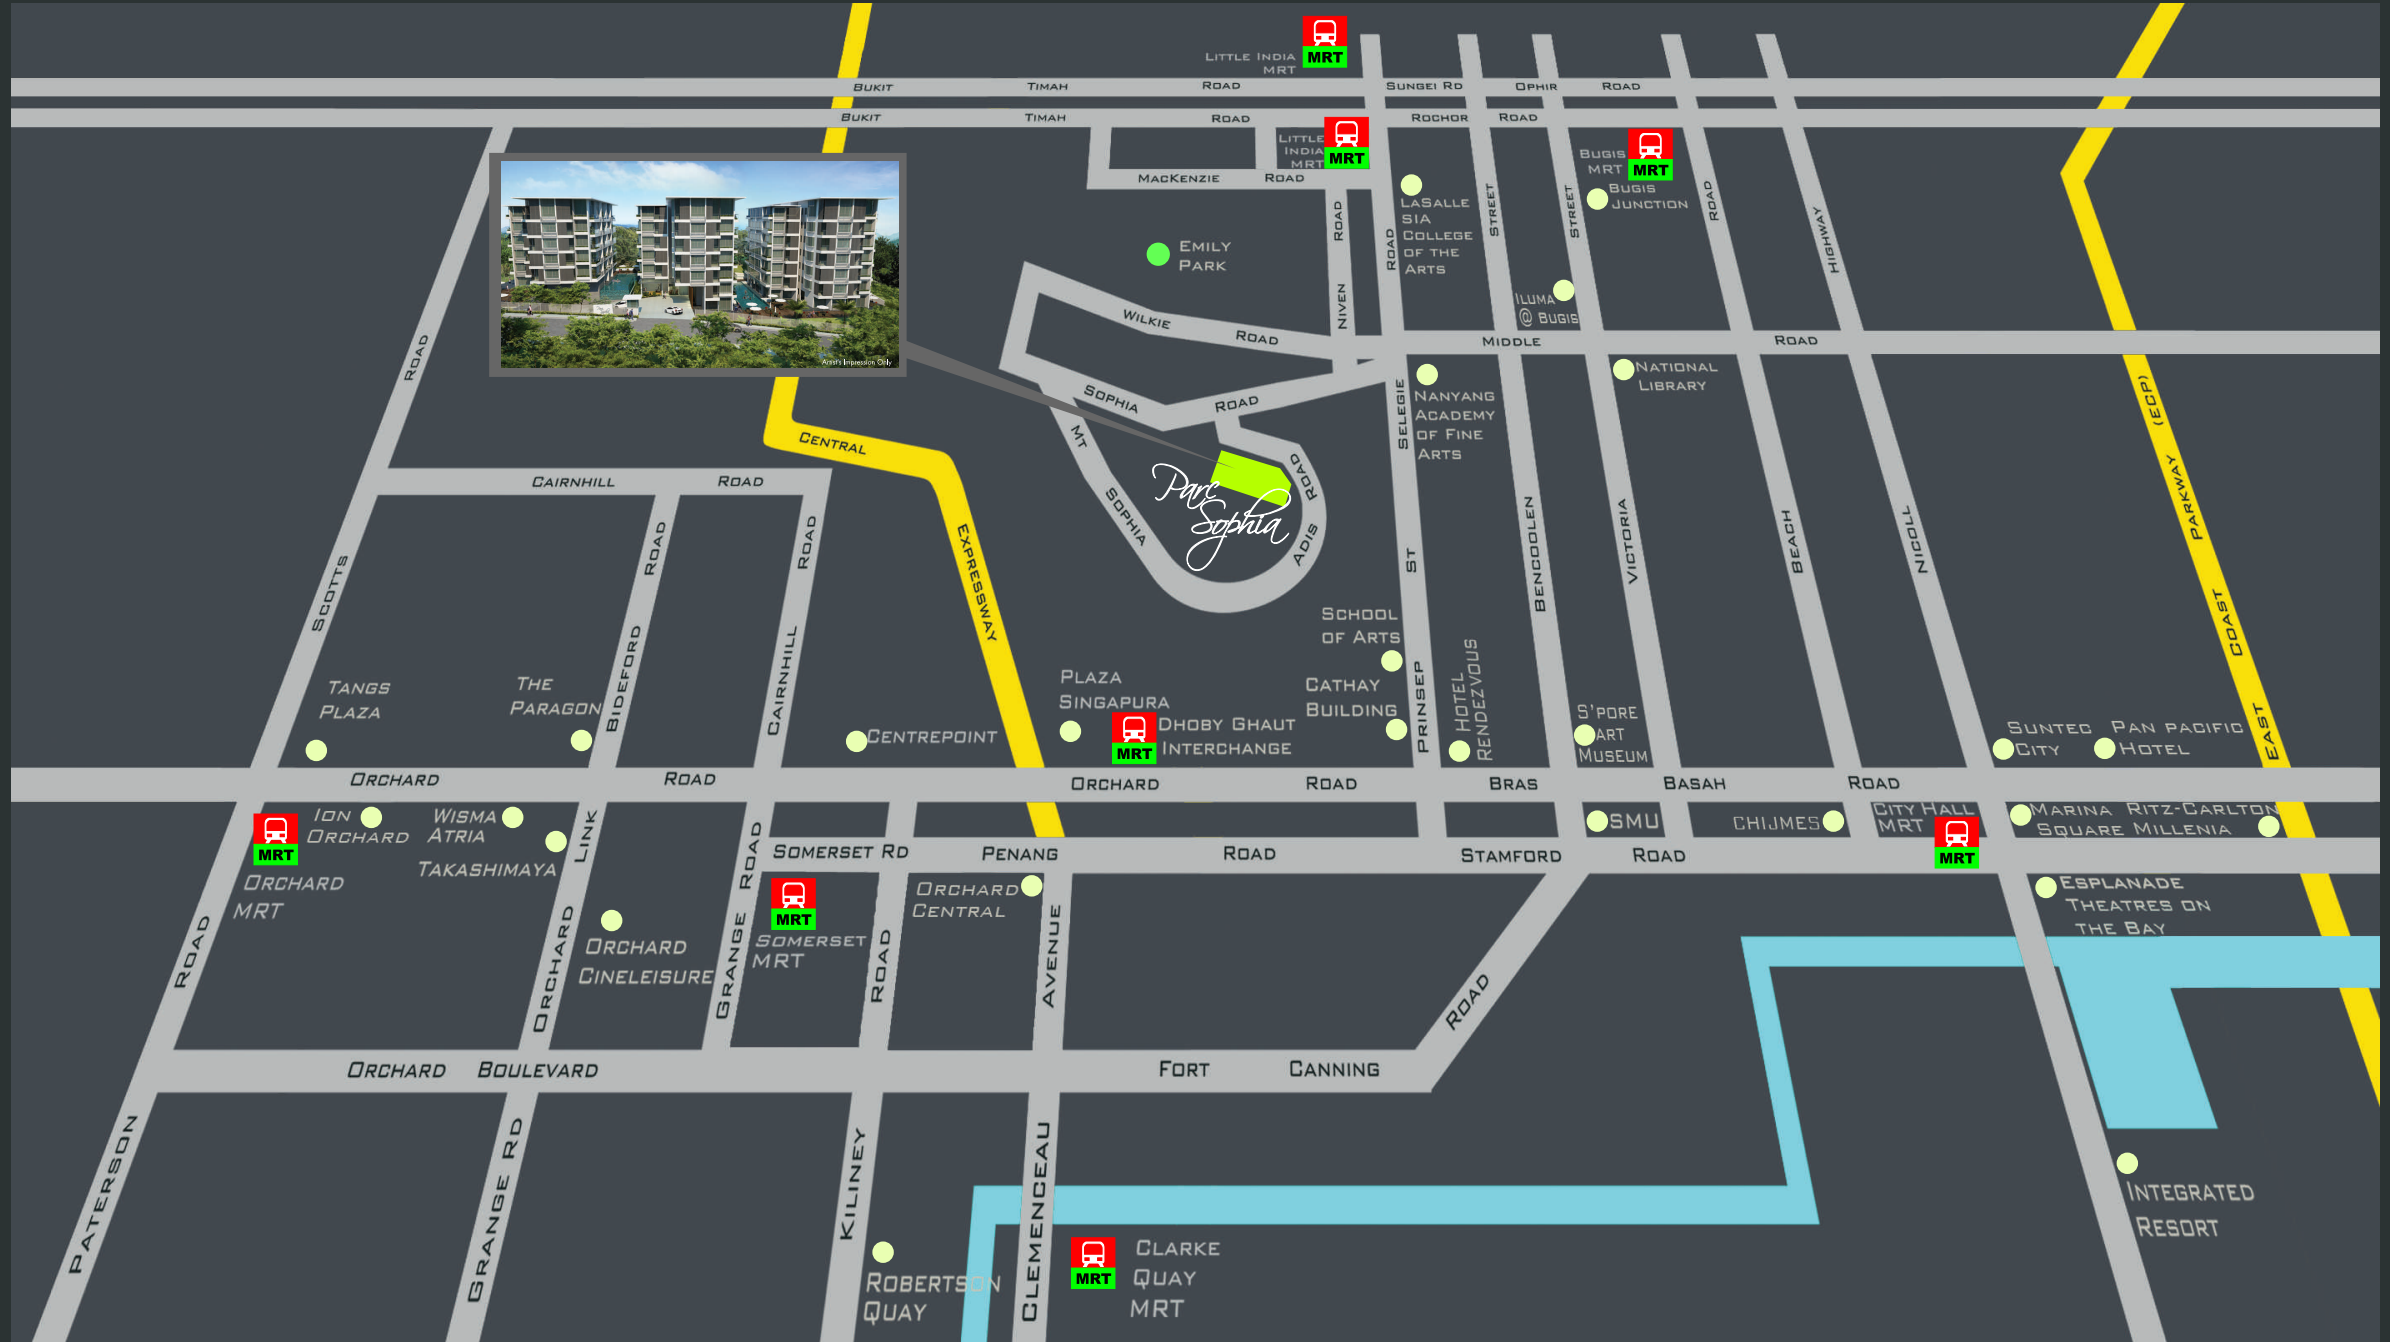 LITTLE INDIA
MRT
MRT
BUKIT TIMAH ROAD SUNGEI RD OPHIR ROAD
BUKIT TIMAH ROAD ROCHOR ROAD
LITTLE
INDIA
MRT
MRT
BUGIS
MRT
MRT
MACKENZIE ROAD
BUGIS
JUNCTION
LASALLE
SIA
COLLEGE
OF THE
ARTS
EMILY
PARK
NIVEN ROAD
ROAD
STREET
STREET
ROAD
HIGHWAY
ILUMA
@ BUGIS
Artist's Impression Only
WILKIE ROAD
MIDDLE ROAD
SOPHIA ROAD
NATIONAL
LIBRARY
NANYANG
ACADEMY
OF FINE
ARTS
SELEGIE
PRINSEP ST
BENCOOLEN
VICTORIA
BEACH
NICOLL
EAST COAST PARKWAY (ECP)
CENTRAL
EXPRESSWAY
MT
SOPHIA
ADIS ROAD
Parc
Sophia
SCOTTS ROAD
CAIRNHILL ROAD
BIDEFORD ROAD
CAIRNHILL ROAD
SCHOOL
OF ARTS
TANGS
PLAZA
THE
PARAGON
CENTREPOINT
PLAZA
SINGAPURA
MRT
DHOBY GHAUT
INTERCHANGE
CATHAY
BUILDING
HOTEL
RENDEZVOUS
S'PORE
ART
MUSEUM
SUNTEC
CITY
PAN PACIFIC
HOTEL
ORCHARD ROAD ORCHARD ROAD BRAS BASAH ROAD
ION
ORCHARD
WISMA
ATRIA
TAKASHIMAYA
MRT
ORCHARD
MRT
SMU
CHIJMES
CITY HALL
MRT
MRT
MARINA
SQUARE
RITZ-CARLTON
MILLENIA
SOMERSET RD PENANG ROAD STAMFORD ROAD
ORCHARD LINK
GRANGE ROAD
MRT
SOMERSET
MRT
ORCHARD
CENTRAL
ORCHARD
CINELEISURE
ESPLANADE
THEATRES ON
THE BAY
PATERSON ROAD
KILINEY ROAD
CLEMENCEAU AVENUE
ORCHARD BOULEVARD FORT CANNING ROAD
GRANGE RD
INTEGRATED
RESORT
ROBERTSON
QUAY
MRT
CLARKE
QUAY
MRT